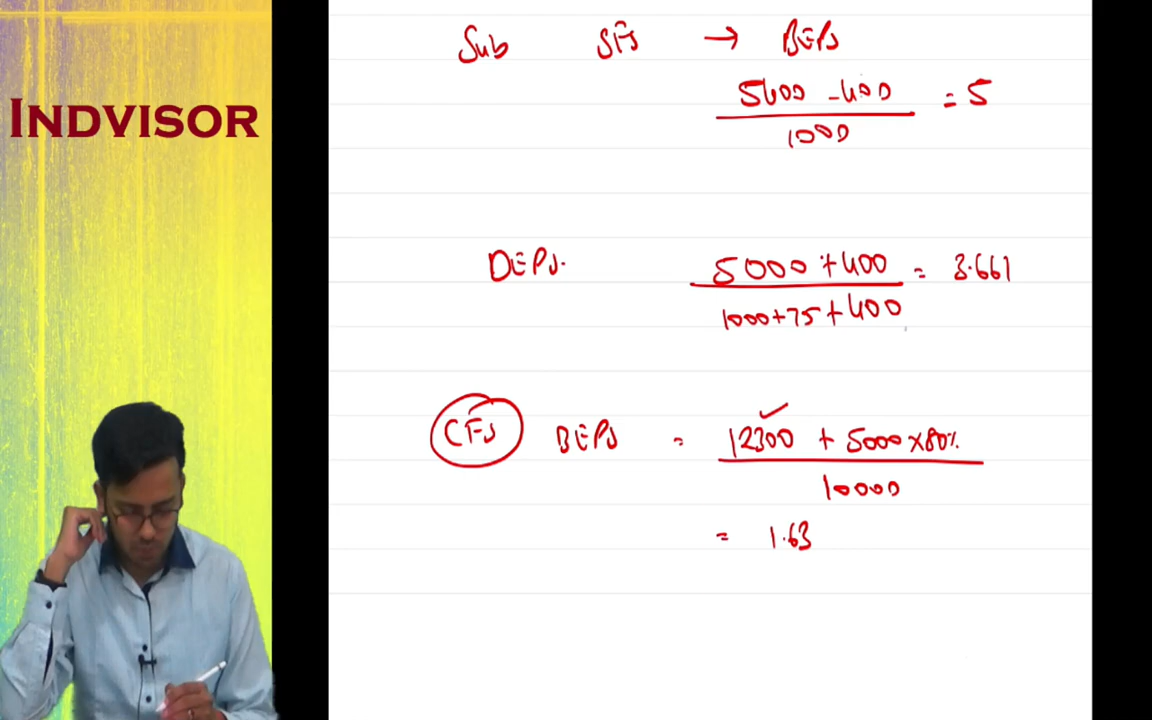 INDVISOR
Sub SFS → BEPS
5400 - 400
1000
= 5
DEPS.
5000 + 400
1000+75+400
= 3.661
CFS BEPS = 12300 + 5000 x 80%
10000
= 1.63